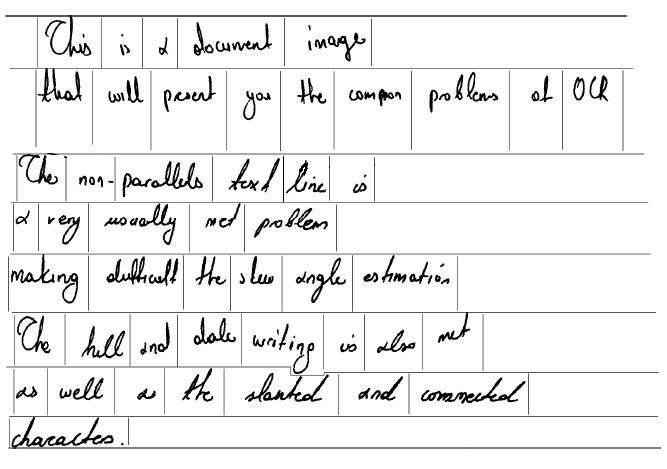 This is a document image
that will present you the common problems of OCR
The non-parallels text line is
a very usually met problem
making difficult the skew angle estimation
The hill and dale writing is also met
as well as the slanted and connected
charactes.